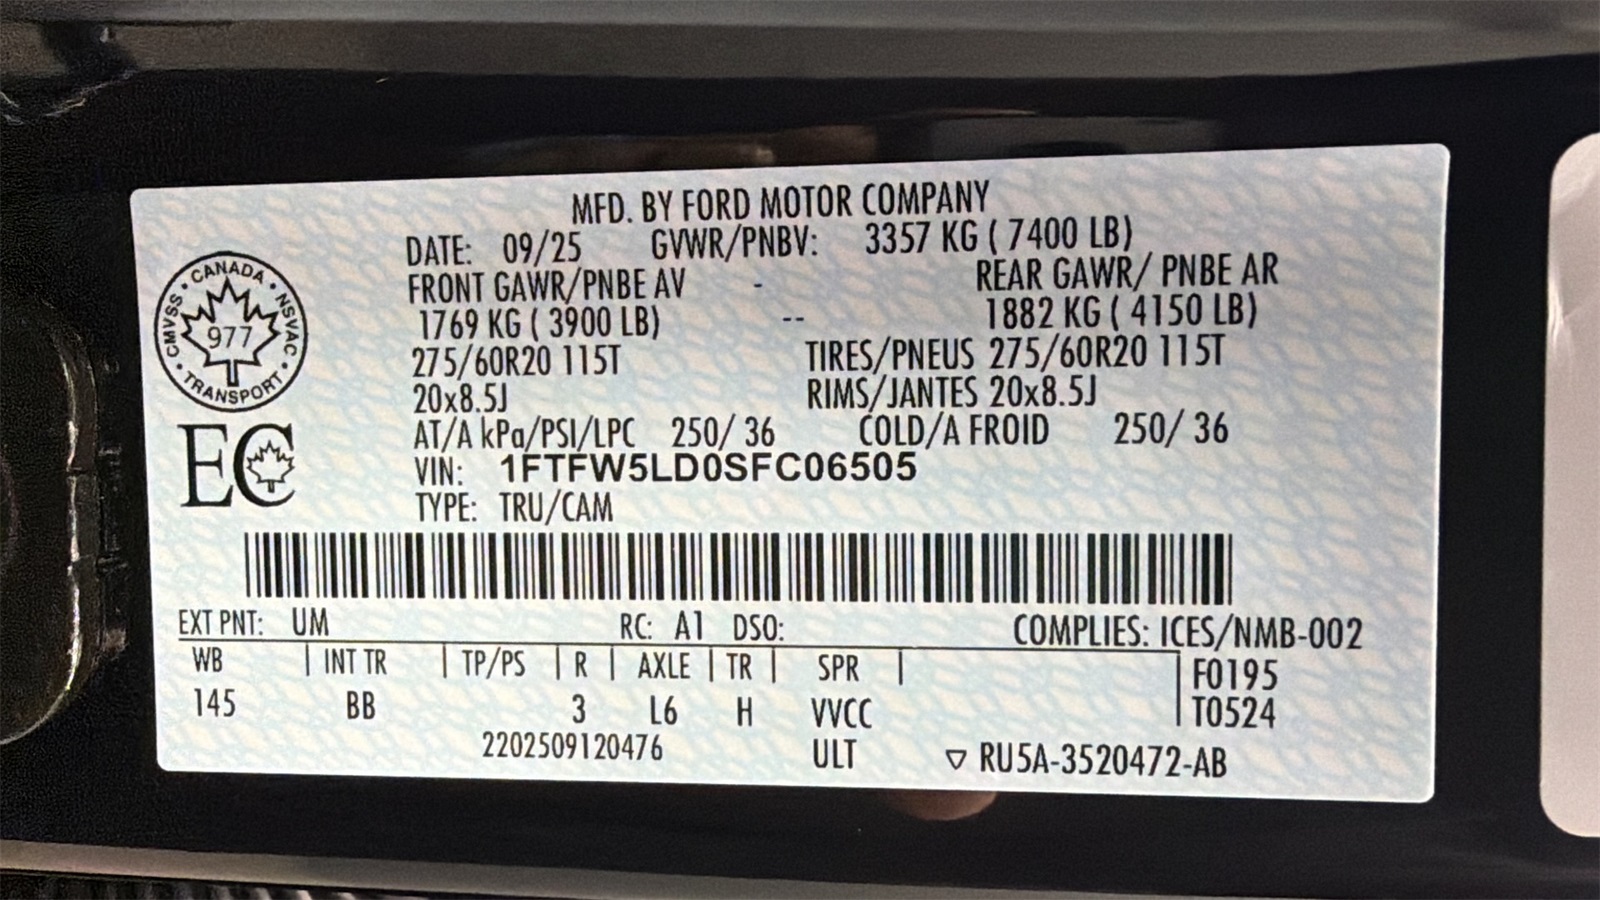 MFD. BY FORD MOTOR COMPANY
DATE: 09/25 GVWR/PNBV: 3357 KG ( 7400 LB)
FRONT GAWR/PNBE AV - REAR GAWR/ PNBE AR
1769 KG ( 3900 LB) -- 1882 KG ( 4150 LB)
275/60R20 115T TIRES/PNEUS 275/60R20 115T
20x8.5J RIMS/JANTES 20x8.5J
AT/A kPa/PSI/LPC 250/ 36 COLD/A FROID 250/ 36
VIN: 1FTFW5LD0SFC06505
TYPE: TRU/CAM
CANADA • NSVAC • TRANSPORT • CMVSS •
977
EC
EXT PNT: UM RC: A1 DSO: COMPLIES: ICES/NMB-002
WB | INT TR | TP/PS | R | AXLE | TR | SPR | F0195
145 BB 3 L6 H VVCC T0524
2202509120476 ULT ▽ RU5A-3520472-AB